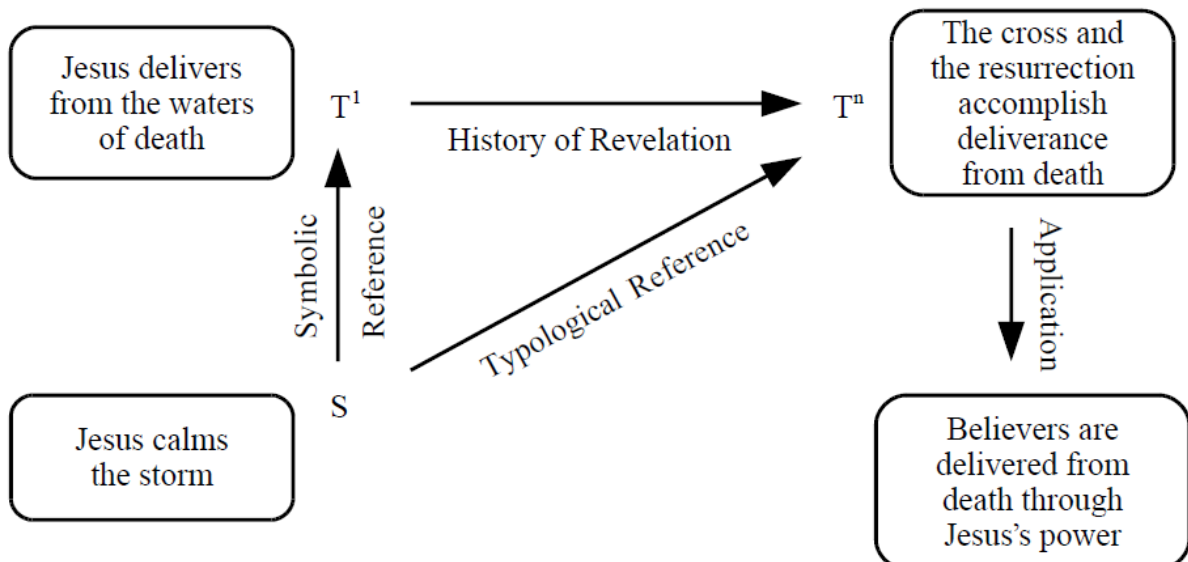 Jesus delivers
from the waters
of death
T¹
History of Revelation
Tⁿ
The cross and
the resurrection
accomplish
deliverance
from death
Symbolic
Reference
Typological Reference
Application
S
Jesus calms
the storm
Believers are
delivered from
death through
Jesus’s power